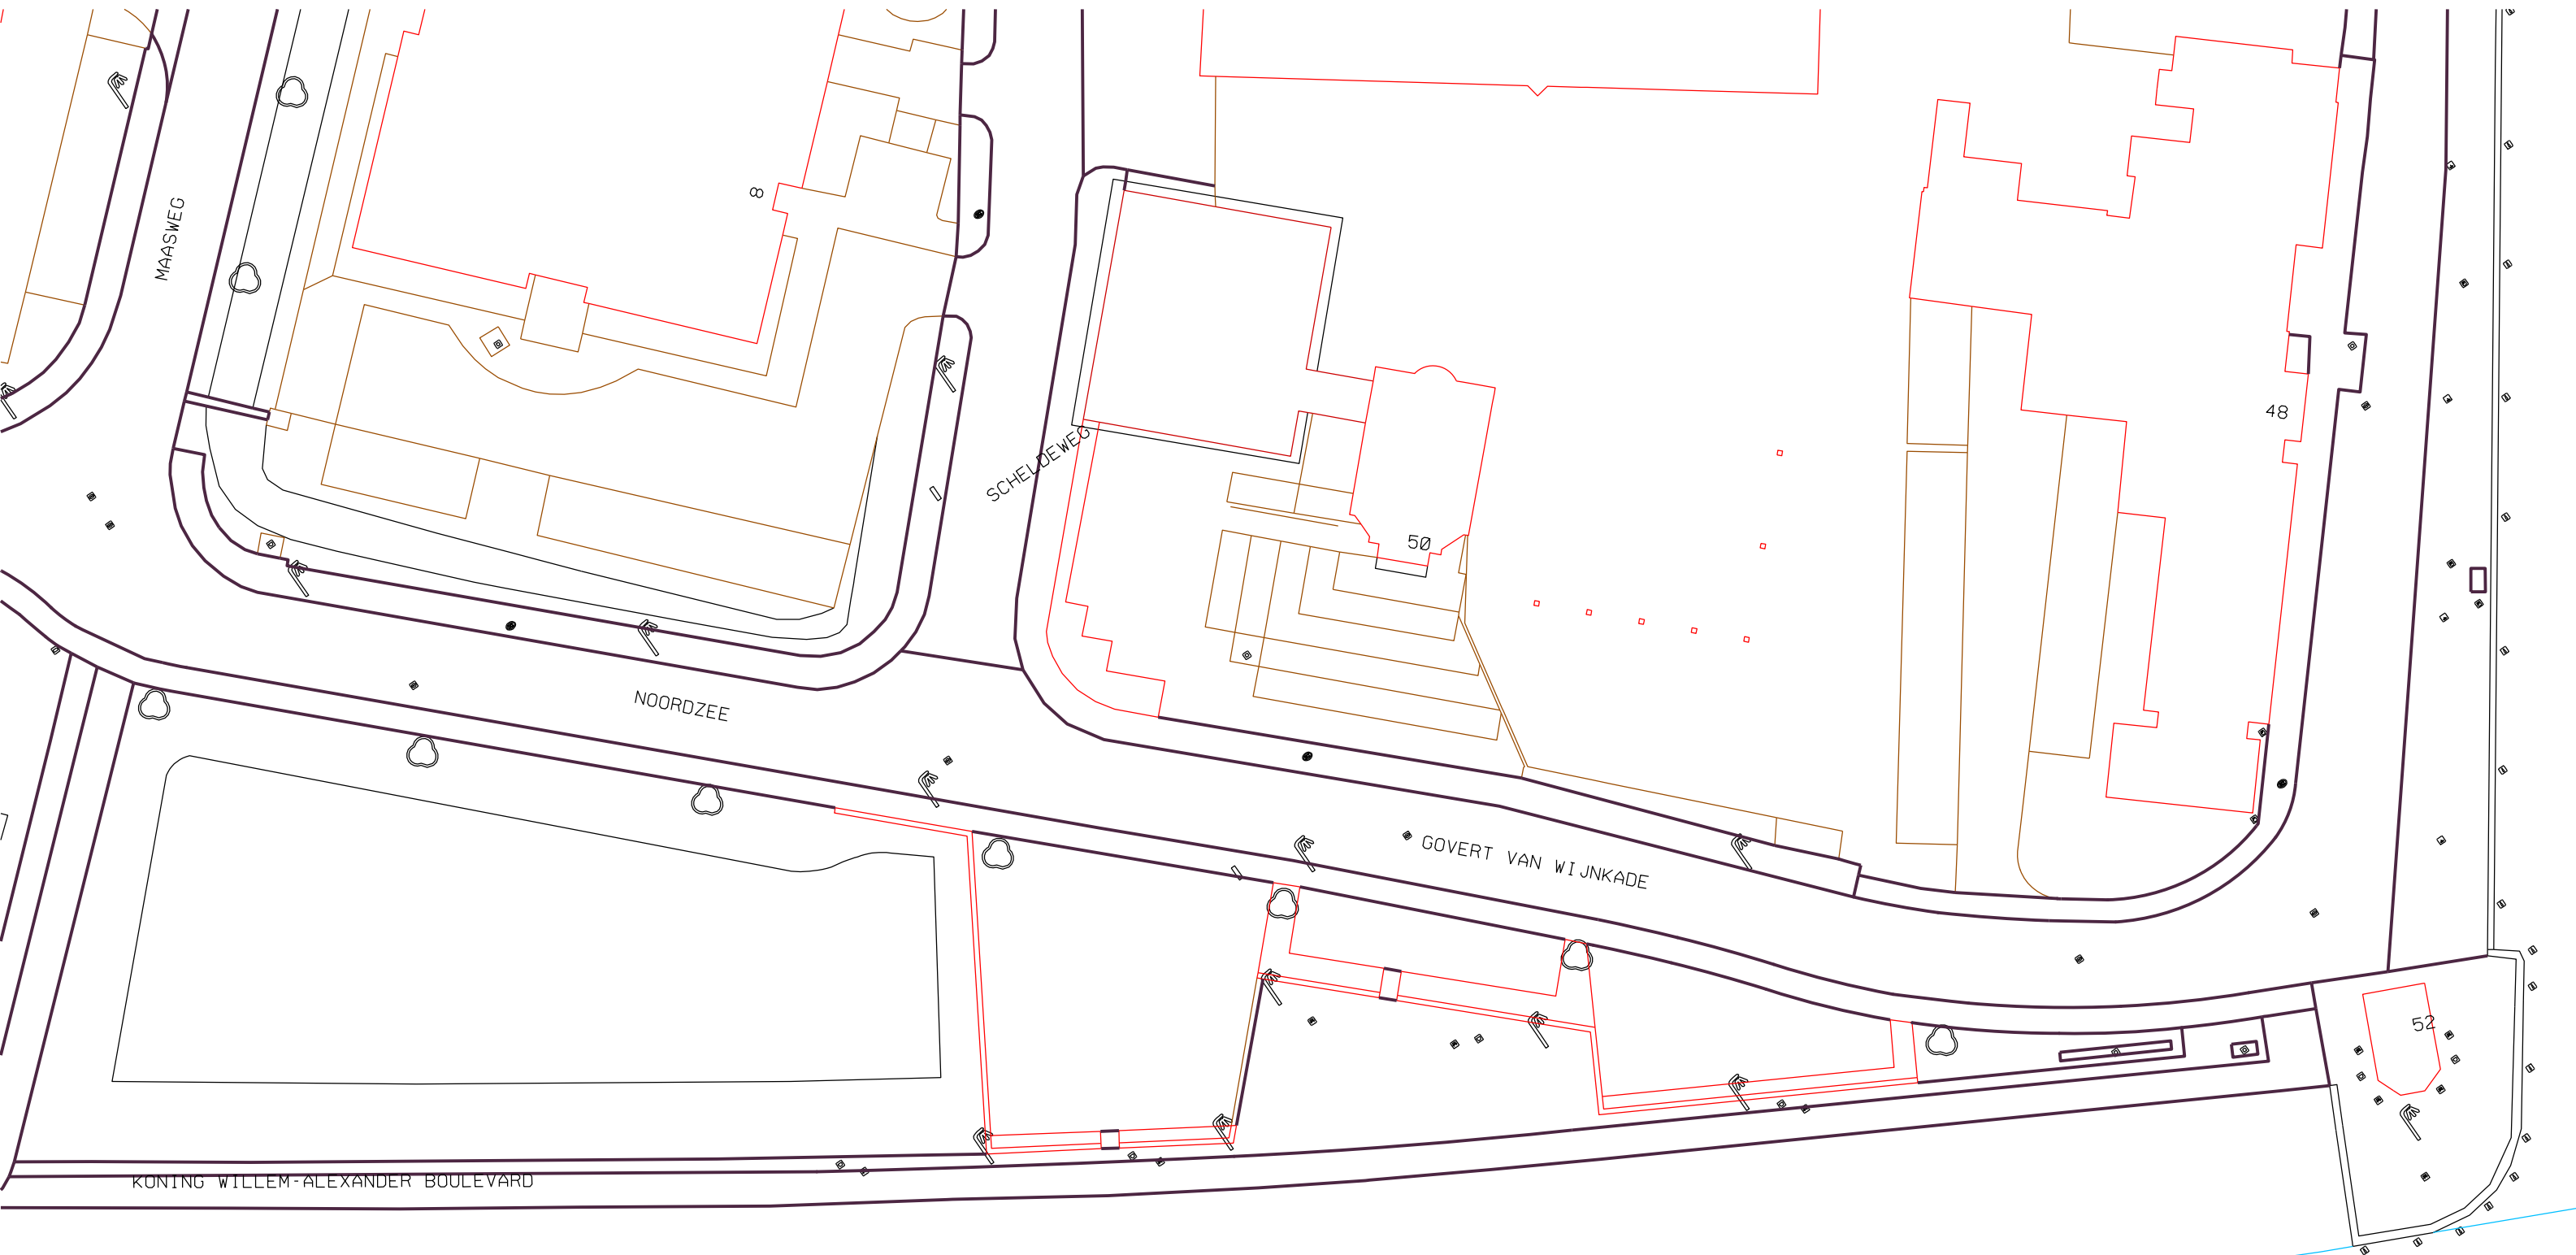 MAASWEG
8
48
SCHELDEWEG
50
NOORDZEE
GOVERT VAN WIJNKADE
52
KONING WILLEM-ALEXANDER BOULEVARD